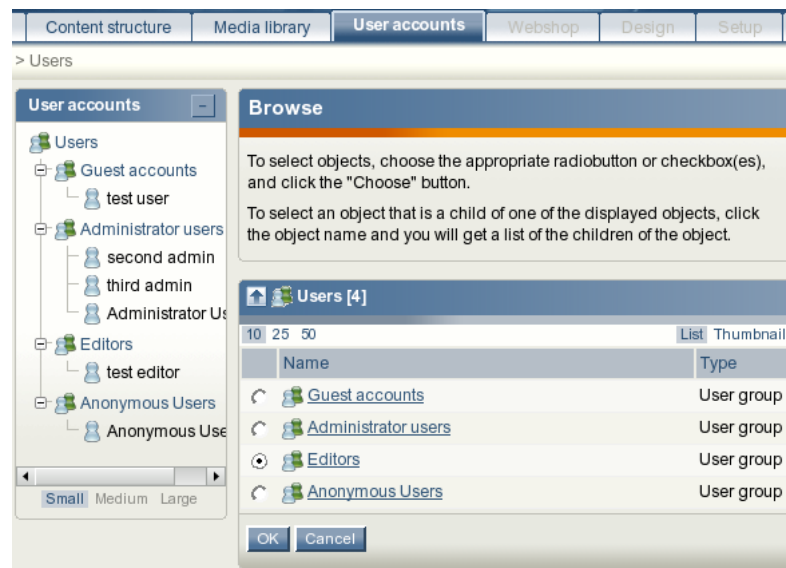 Content structure Media library User accounts Webshop Design Setup
> Users
User accounts
Users
Guest accounts
test user
Administrator users
second admin
third admin
Administrator Us
Editors
test editor
Anonymous Users
Anonymous Use
Small Medium Large
Browse
To select objects, choose the appropriate radiobutton or checkbox(es),
and click the "Choose" button.
To select an object that is a child of one of the displayed objects, click
the object name and you will get a list of the children of the object.
Users [4]
10 25 50 List Thumbnail
Name Type
Guest accounts User group
Administrator users User group
Editors User group
Anonymous Users User group
OK Cancel